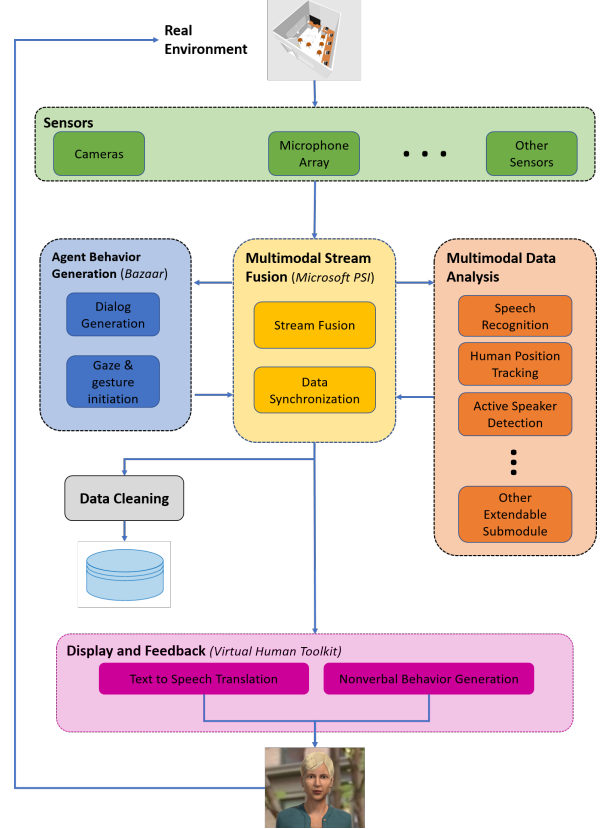 Real
Environment
Sensors
Cameras
Microphone
Array
Other
Sensors
Agent Behavior
Generation (Bazaar)
Dialog
Generation
Gaze &
gesture
initiation
Multimodal Stream
Fusion (Microsoft PSI)
Stream Fusion
Data
Synchronization
Multimodal Data
Analysis
Speech
Recognition
Human Position
Tracking
Active Speaker
Detection
Other
Extendable
Submodule
Data Cleaning
Display and Feedback (Virtual Human Toolkit)
Text to Speech Translation
Nonverbal Behavior Generation